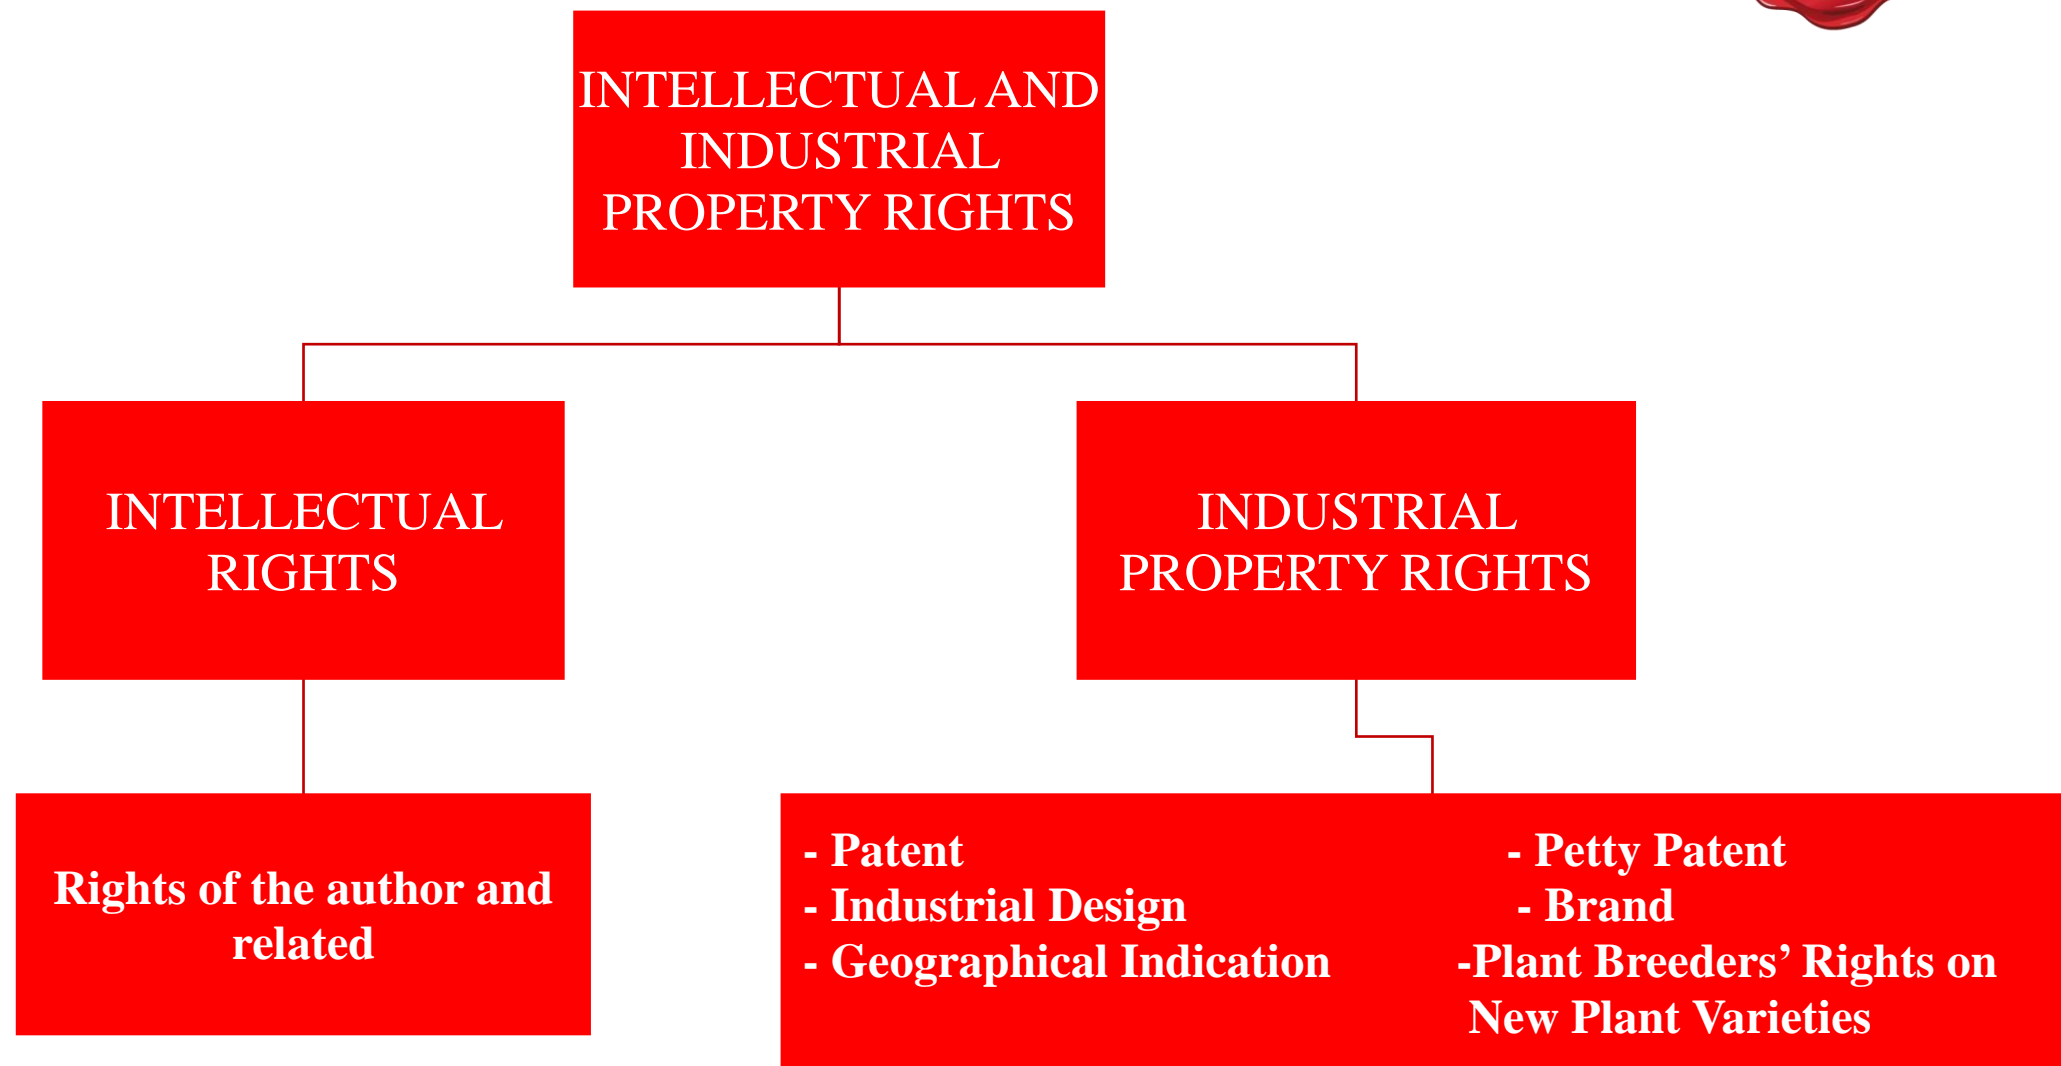 INTELLECTUAL AND
INDUSTRIAL
PROPERTY RIGHTS
INTELLECTUAL
RIGHTS
INDUSTRIAL
PROPERTY RIGHTS
Rights of the author and
related
- Patent - Petty Patent
- Industrial Design - Brand
- Geographical Indication -Plant Breeders’ Rights on
New Plant Varieties